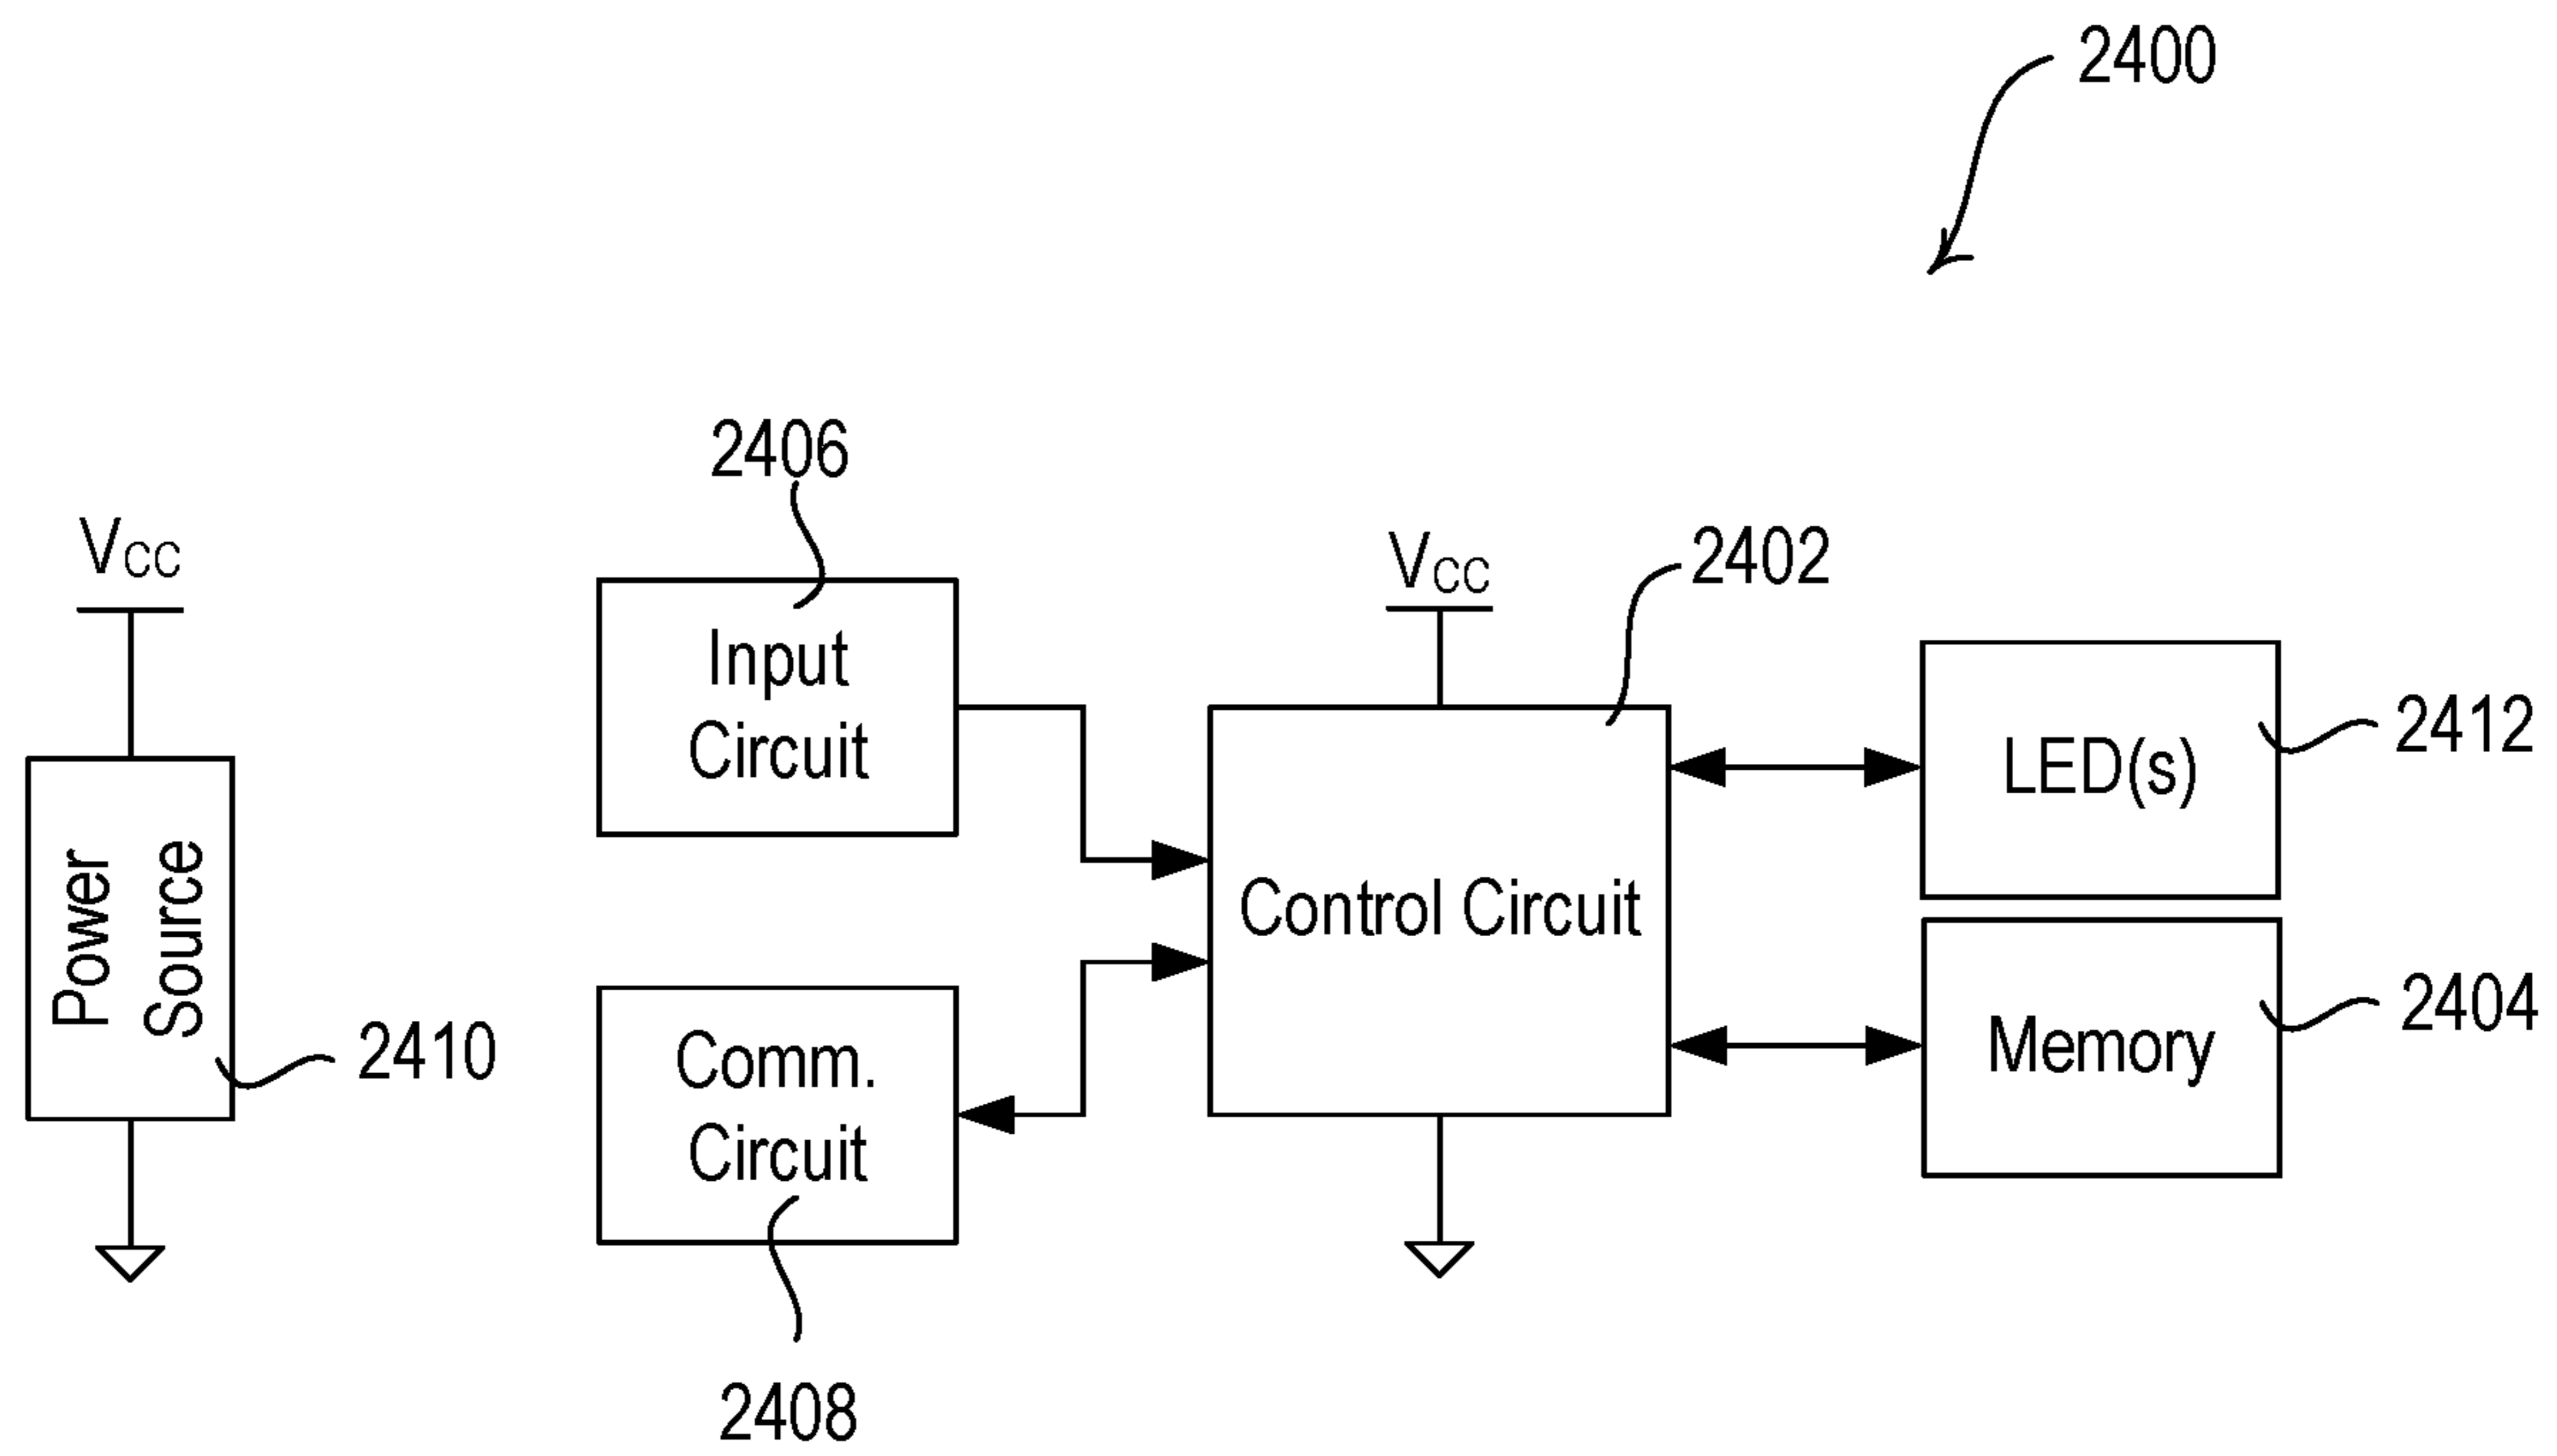 2400
2406
VCC
VCC
2402
Input
Circuit
2412
LED(s)
Power
Source
Control Circuit
2404
Memory
2410
Comm.
Circuit
2408